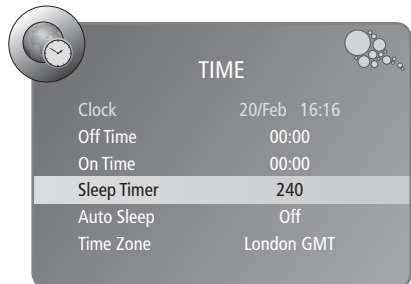 TIME
Clock 20/Feb 16:16
Off Time 00:00
On Time 00:00
Sleep Timer 240
Auto Sleep Off
Time Zone London GMT